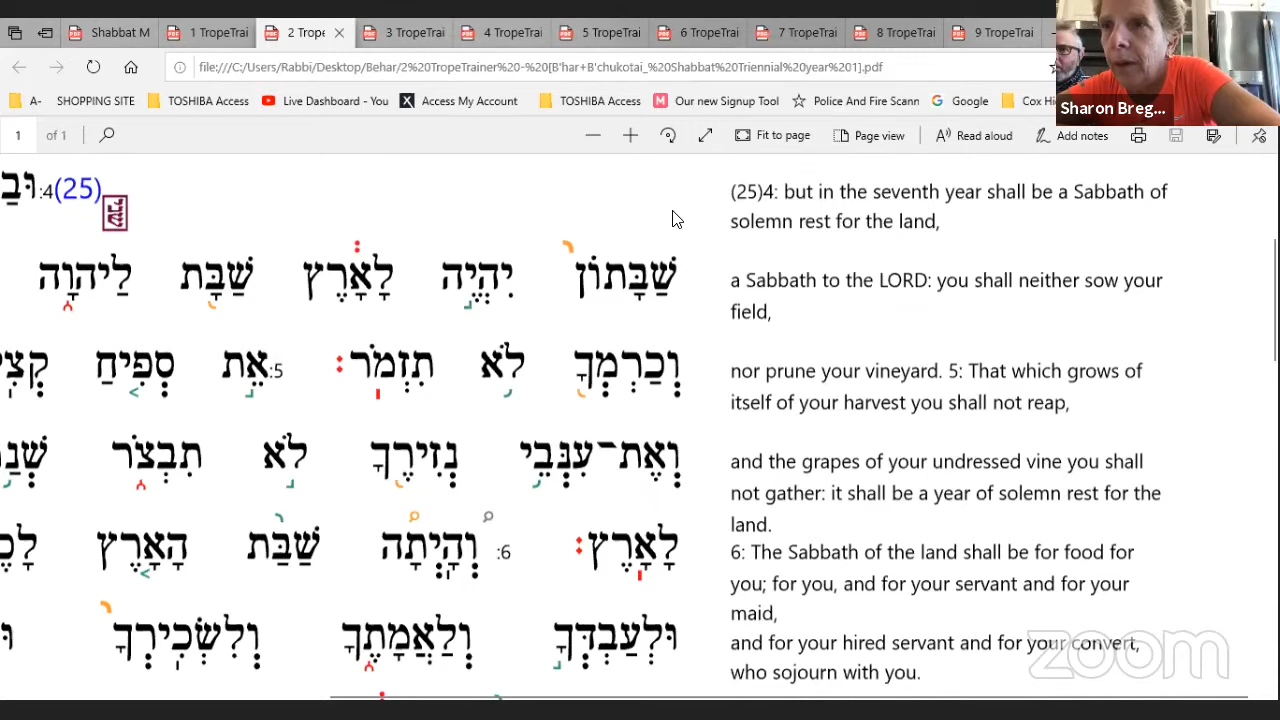 Shabbat M
1 TropeTrai
2 Trope
3 TropeTrai
4 TropeTrai
5 TropeTrai
6 TropeTrai
7 TropeTrai
8 TropeTrai
9 TropeTrai
file:///C:/Users/Rabbi/Desktop/Behar/2%20TropeTrainer%20-%20[B'har+B'chukotai_%20Shabbat%20Triennial%20year%201].pdf
A- SHOPPING SITE
TOSHIBA Access
Live Dashboard - You
Access My Account
TOSHIBA Access
Our new Signup Tool
Police And Fire Scann
Google
Cox Hi
Sharon Breg...
1 of 1
Fit to page
Page view
Read aloud
Add notes
(25)4:
שני
שַׁבָּתוֹן יִהְיֶה לָאָרֶץ שַׁבָּת לַיהוָה
וְכַרְמְךָ לֹא תִזְמֹר׃ 5: אֵת סְפִיחַ
וְאֶת־עִנְּבֵי נְזִירֶךָ לֹא תִבְצֹר
לָאָרֶץ׃ 6: וְהָיְתָה שַׁבַּת הָאָרֶץ
וּלְעַבְדְּךָ וְלַאֲמָתֶךָ וְלִשְׂכִירְךָ
(25)4: but in the seventh year shall be a Sabbath of
solemn rest for the land,
a Sabbath to the LORD: you shall neither sow your
field,
nor prune your vineyard. 5: That which grows of
itself of your harvest you shall not reap,
and the grapes of your undressed vine you shall
not gather: it shall be a year of solemn rest for the
land.
6: The Sabbath of the land shall be for food for
you; for you, and for your servant and for your
maid,
and for your hired servant and for your convert,
who sojourn with you.
zoom